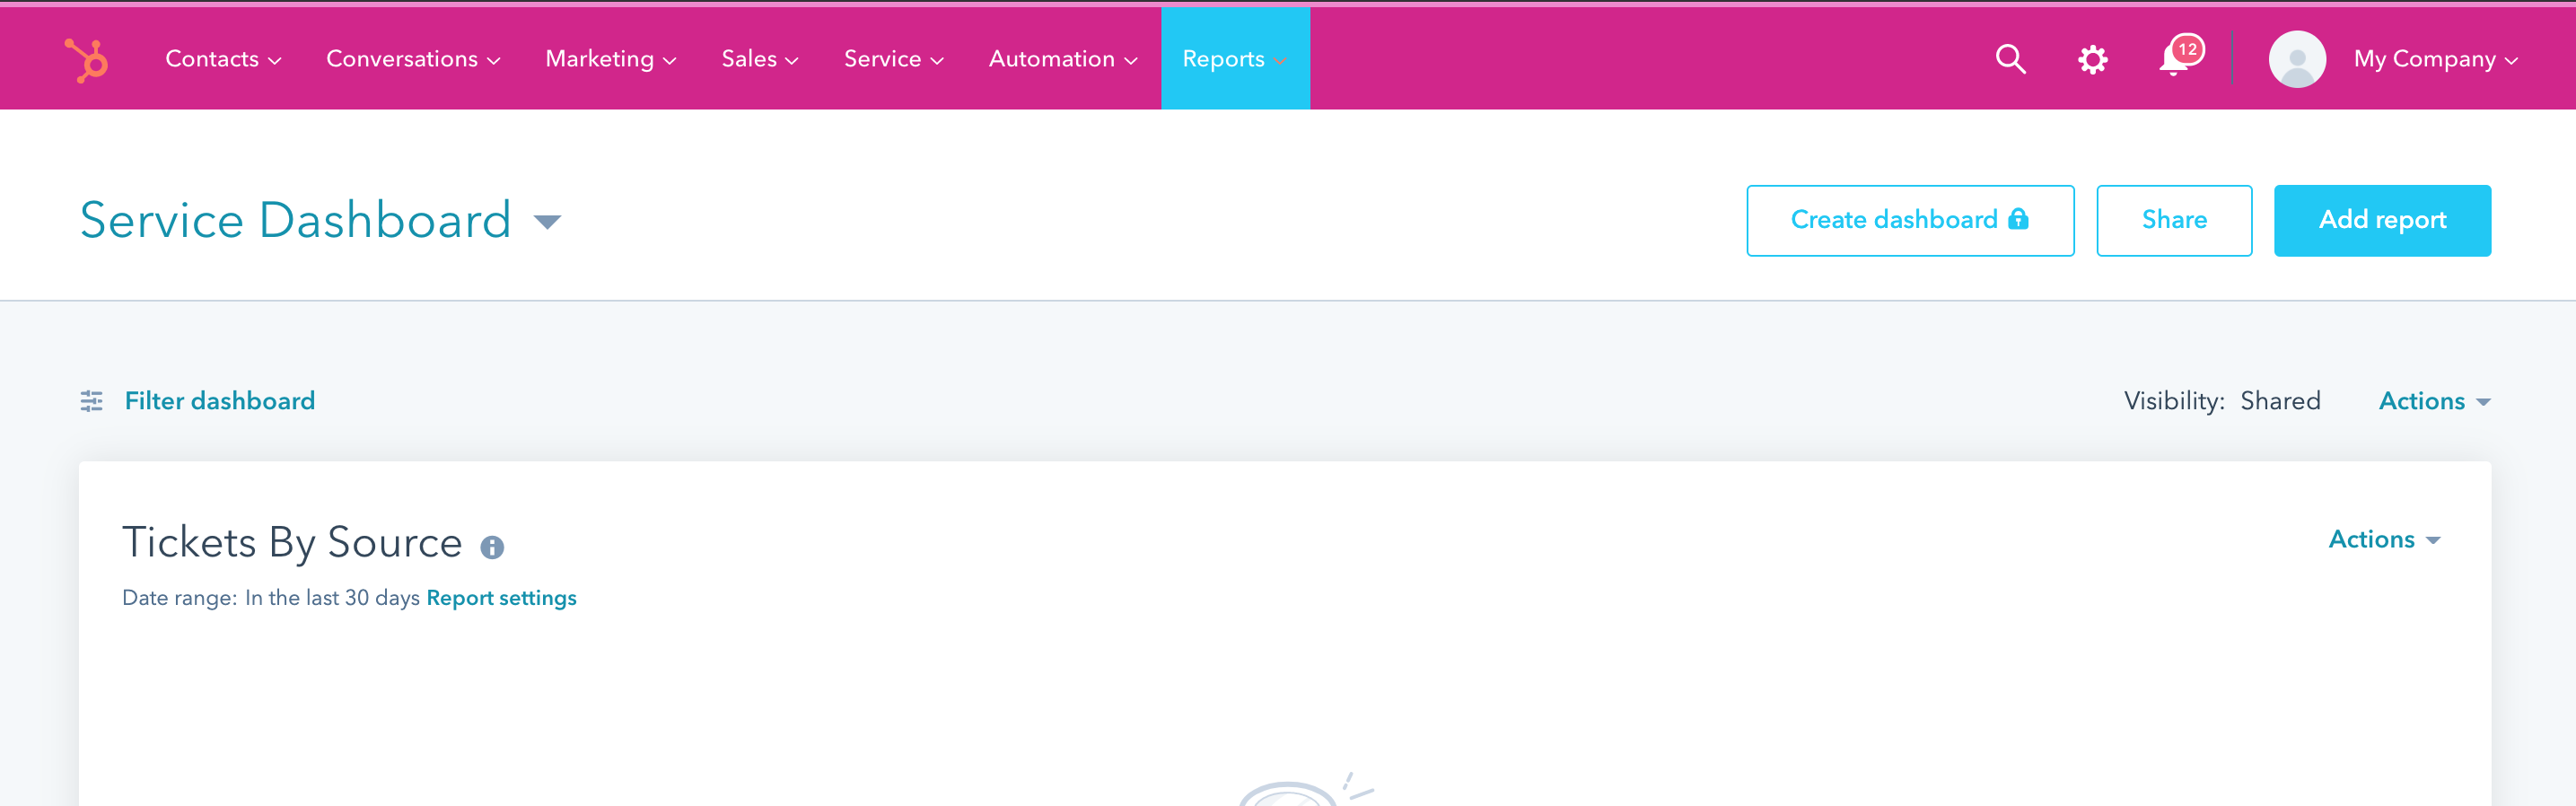 Contacts Conversations Marketing Sales Service Automation Reports 12 My Company
Service Dashboard Create dashboard Share Add report
Filter dashboard Visibility: Shared Actions
Tickets By Source Actions
Date range: In the last 30 days Report settings